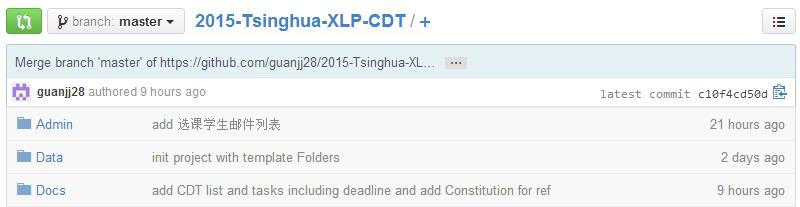 branch: master 2015-Tsinghua-XLP-CDT / +
Merge branch 'master' of https://github.com/guanjj28/2015-Tsinghua-XL… ...
guanjj28 authored 9 hours ago latest commit c10f4cd50d
Admin add 选课学生邮件列表 21 hours ago
Data init project with template Folders 2 days ago
Docs add CDT list and tasks including deadline and add Constitution for ref 9 hours ago